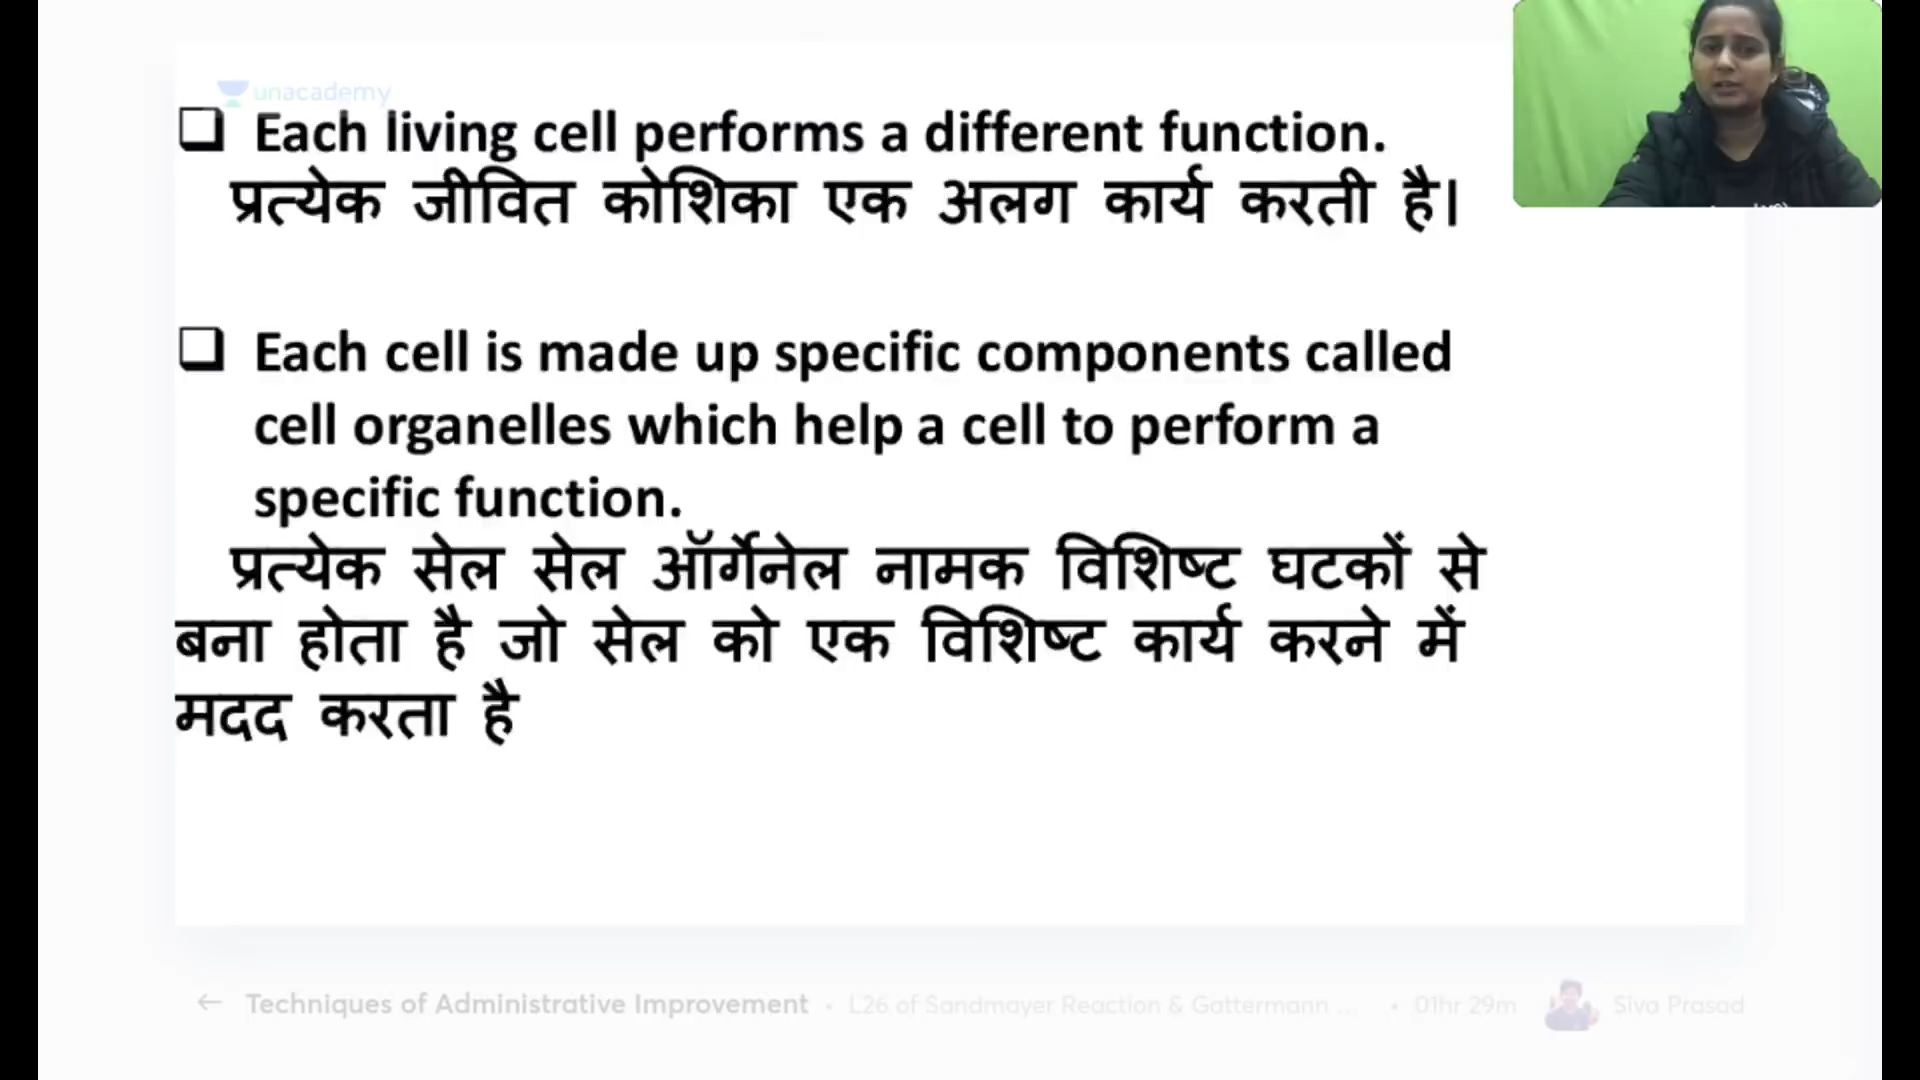 unacademy
Each living cell performs a different function.
प्रत्येक जीवित कोशिका एक अलग कार्य करती है।
Each cell is made up specific components called
cell organelles which help a cell to perform a
specific function.
प्रत्येक सेल सेल ऑर्गेनेल नामक विशिष्ट घटकों से
बना होता है जो सेल को एक विशिष्ट कार्य करने में
मदद करता है
Techniques of Administrative Improvement • L26 of Sandmayer Reaction & Gattermann ... • 01hr 29m Siva Prasad